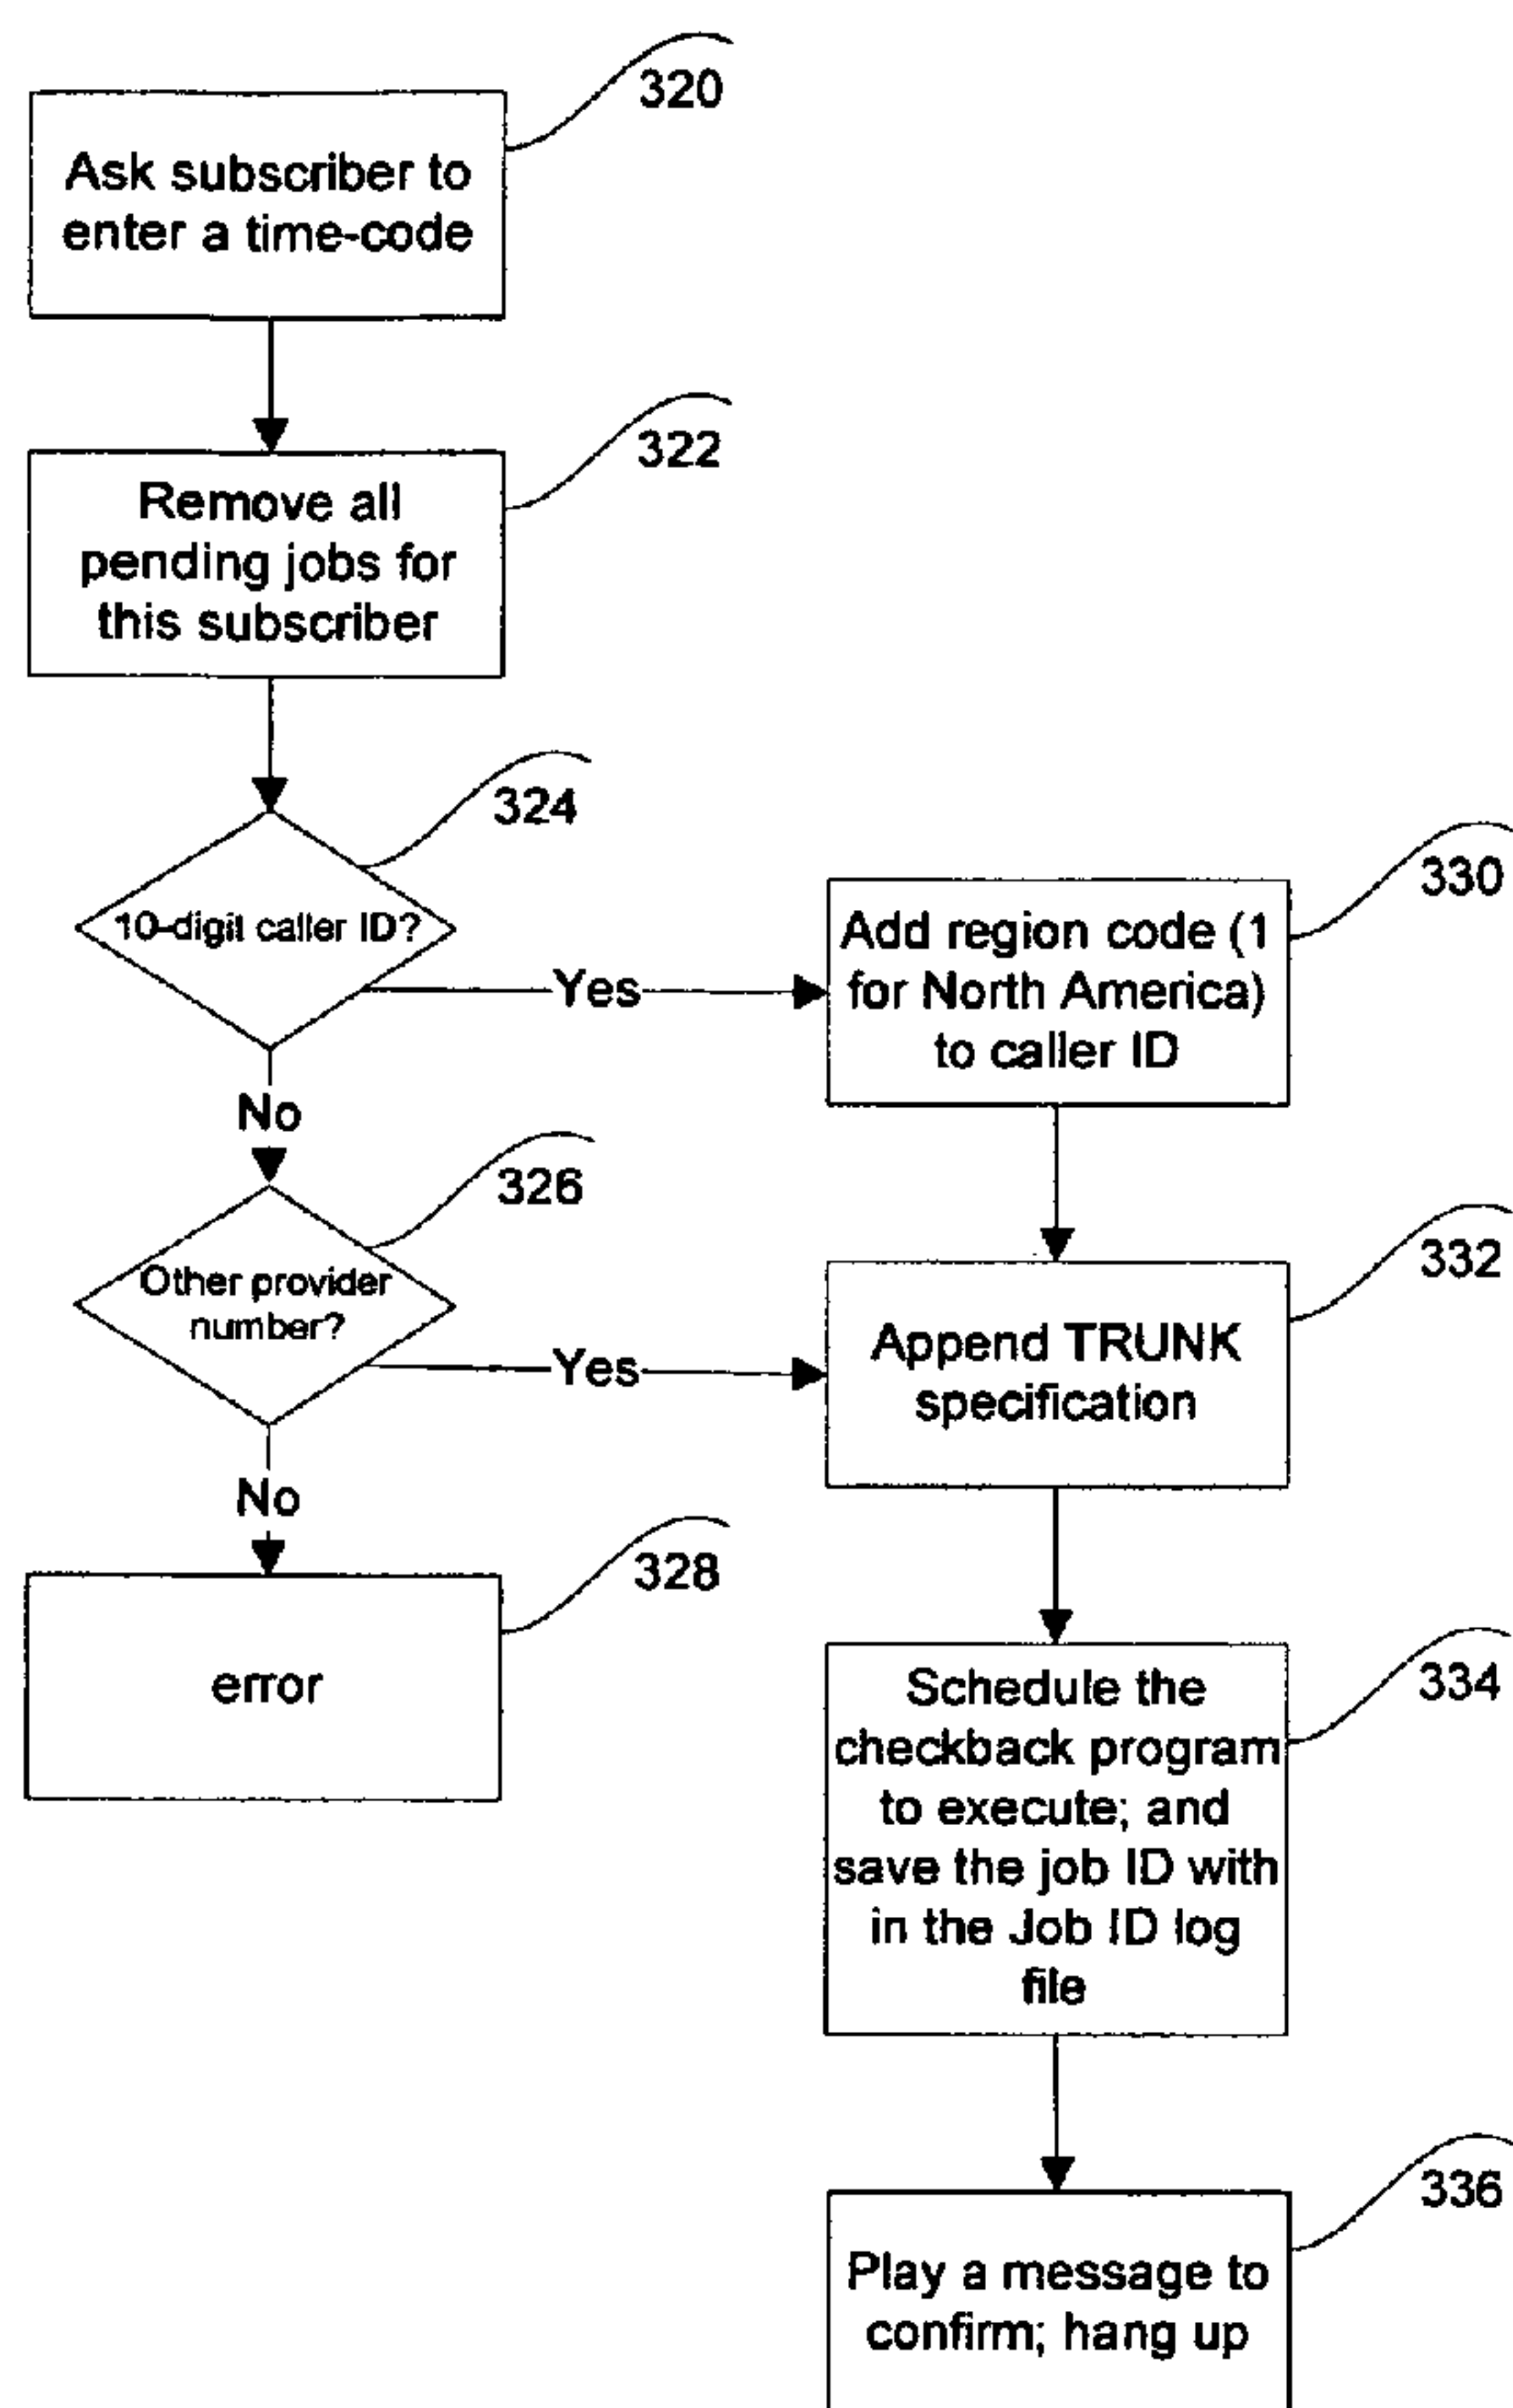 320
Ask subscriber to
enter a time-code
322
Remove all
pending jobs for
this subscriber
324
10-digit caller ID?
Yes
330
Add region code (1
for North America)
to caller ID
No
326
Other provider
number?
Yes
332
Append TRUNK
specification
No
328
error
334
Schedule the
checkback program
to execute; and
save the job ID with
in the Job ID log
file
336
Play a message to
confirm; hang up